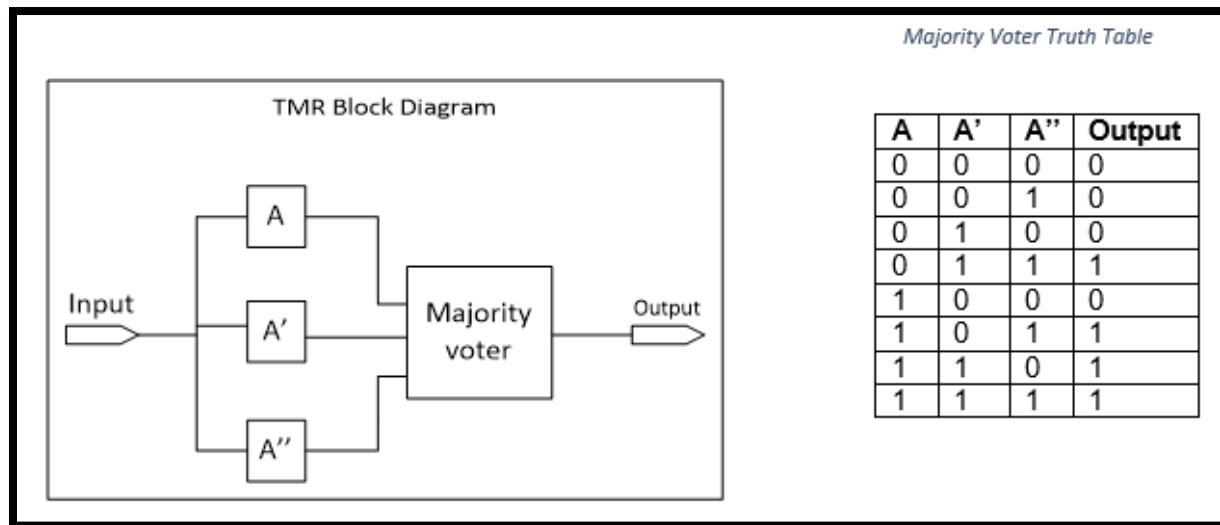 Majority Voter Truth Table
TMR Block Diagram
A
Input
A'
A''
Majority
voter
Output
A A' A'' Output
0 0 0 0
0 0 1 0
0 1 0 0
0 1 1 1
1 0 0 0
1 0 1 1
1 1 0 1
1 1 1 1